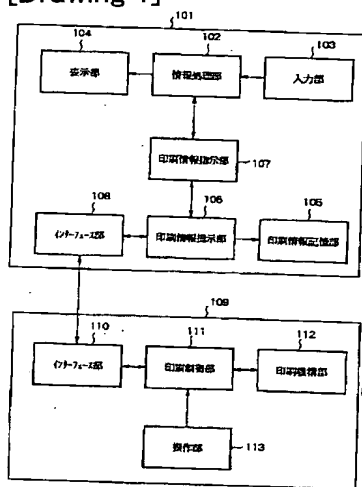 [Drawing 1]
101
104
102
103
表示部
情報処理部
入力部
印刷情報指示部
107
108
106
105
インターフェース部
印刷情報指示部
印刷情報記憶部
109
110
111
112
インターフェース部
印刷制御部
印刷機構部
操作部
113